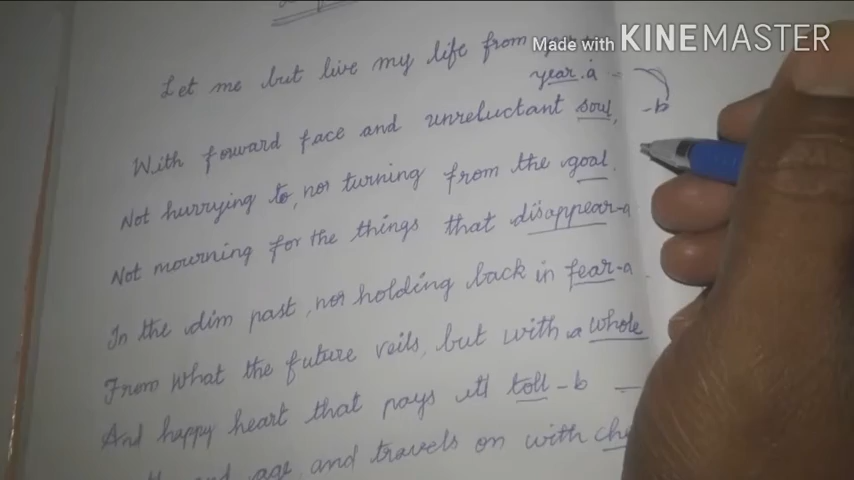 Made with KINEMASTER
Let me but live my life from
year. a -
With forward face and unreluctant soul, -b
Not hurrying to, nor turning from the goal.
Not mourning for the things that disappear-a
In the dim past, nor holding back in fear-a.
From what the future veils, but with a whole
And happy heart that pays its toll -b -
age, and travels on with